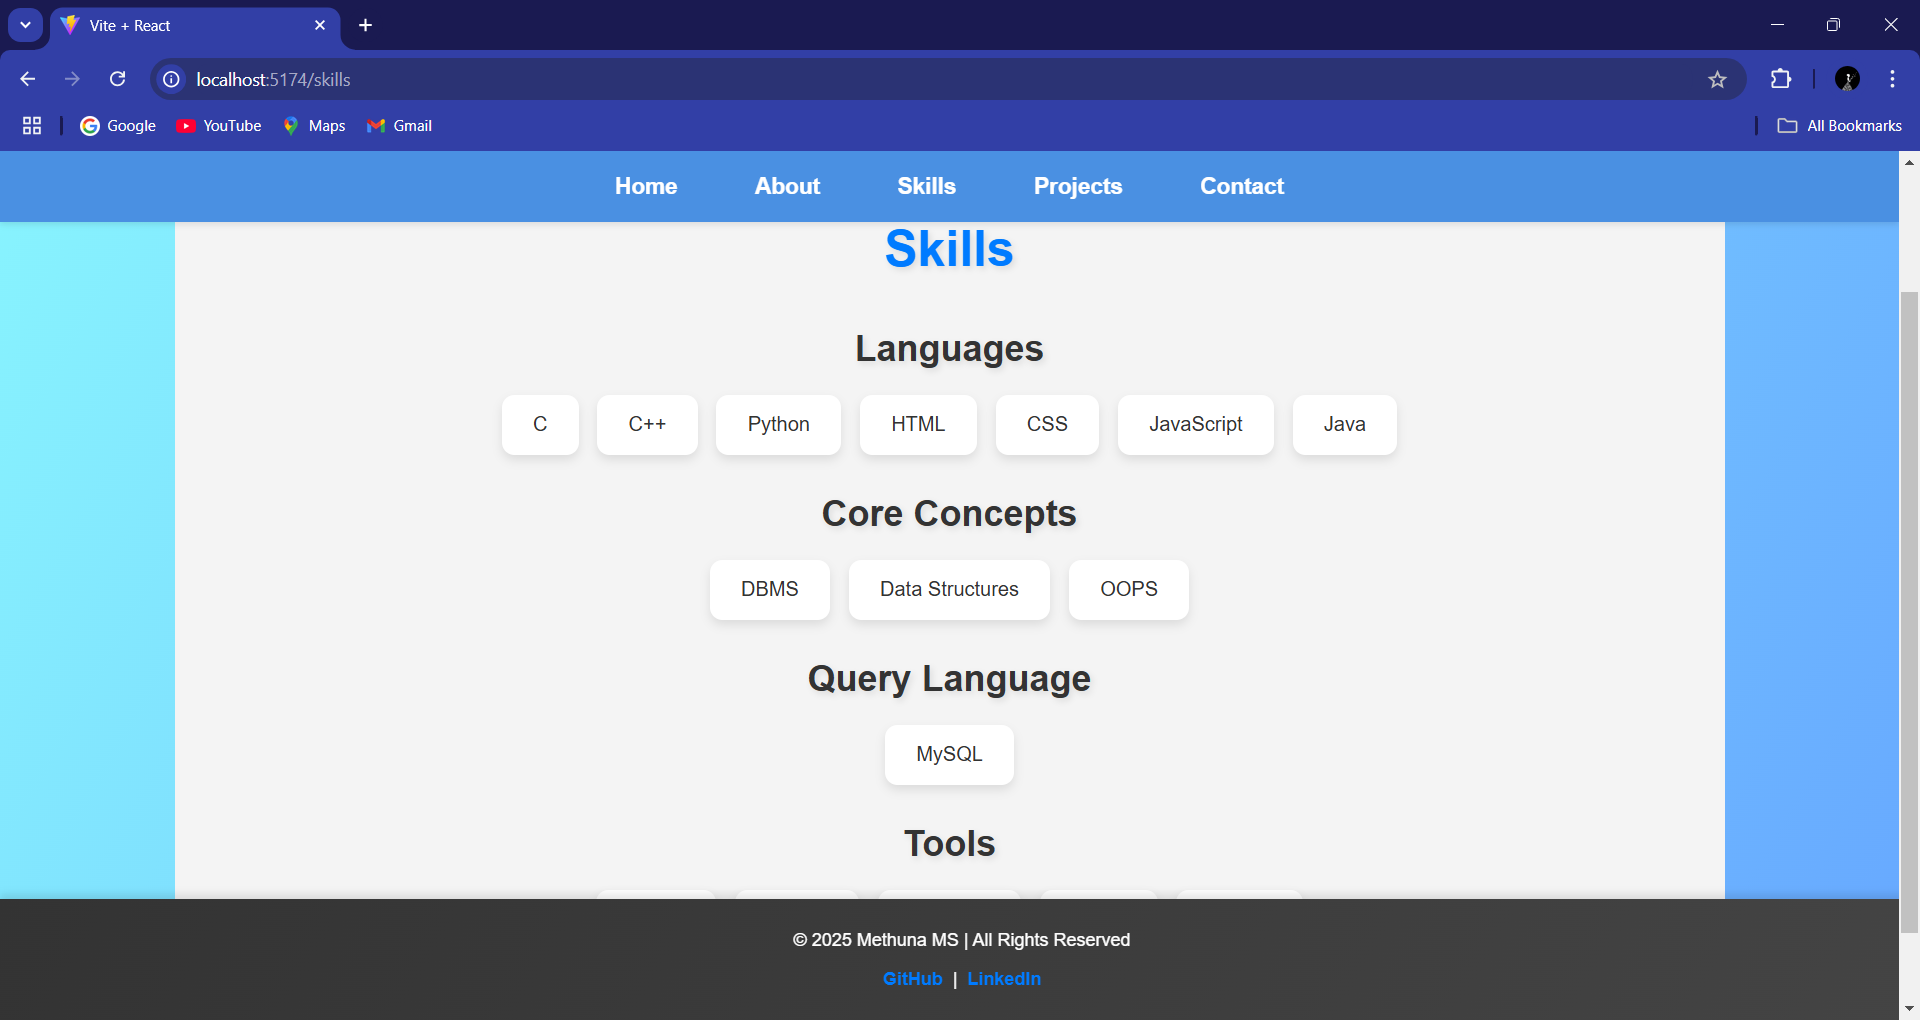 Vite + React
localhost:5174/skills
Google YouTube Maps Gmail All Bookmarks
Home About Skills Projects Contact
Skills
Languages
C C++ Python HTML CSS JavaScript Java
Core Concepts
DBMS Data Structures OOPS
Query Language
MySQL
Tools
© 2025 Methuna MS | All Rights Reserved
GitHub | LinkedIn